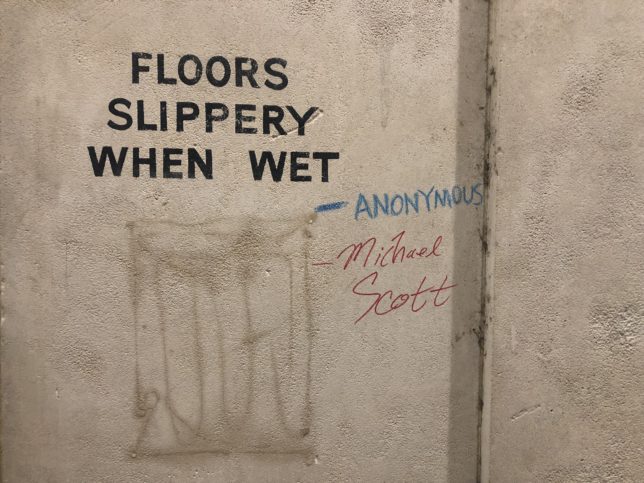 FLOORS
SLIPPERY
WHEN WET
- ANONYMOUS
- Michael
Scott